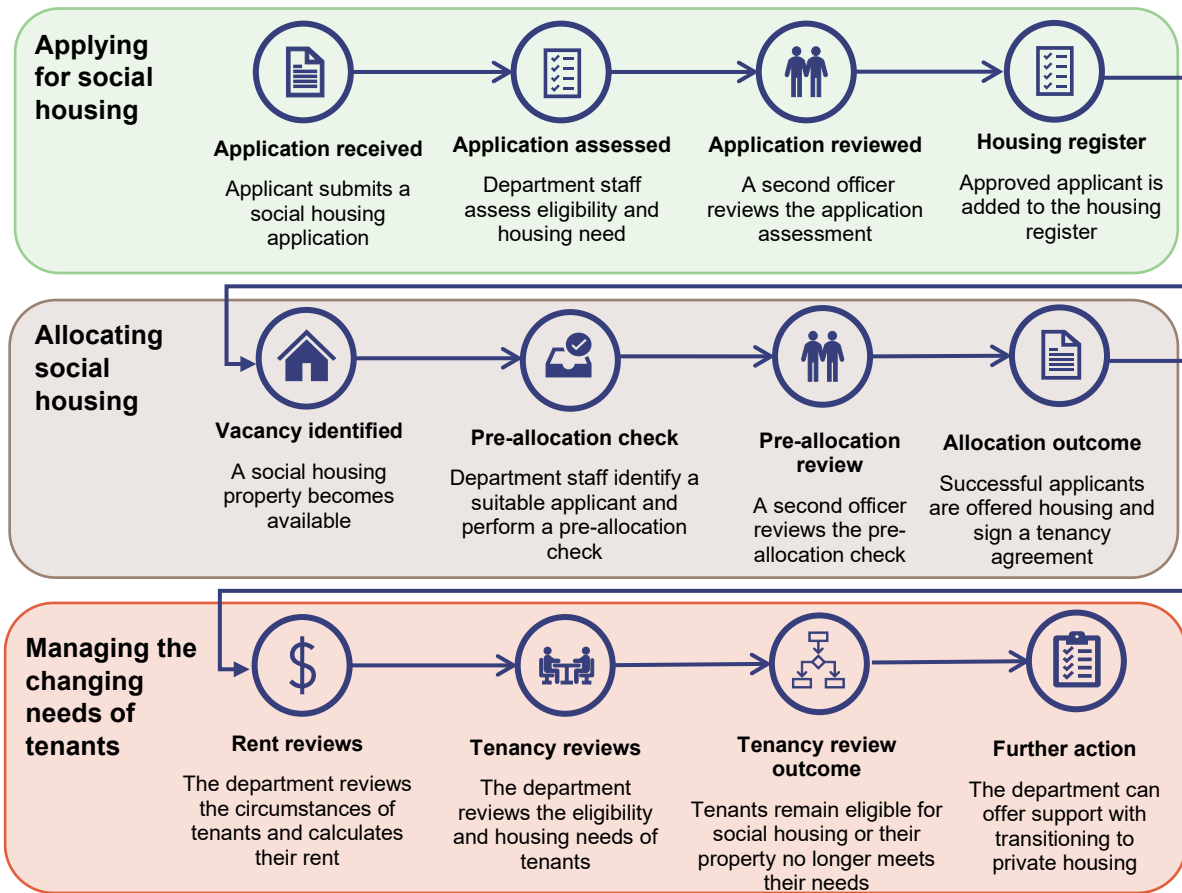 Applying
for social
housing
Application received
Applicant submits a
social housing
application
Application assessed
Department staff
assess eligibility and
housing need
Application reviewed
A second officer
reviews the application
assessment
Housing register
Approved applicant is
added to the housing
register
Allocating
social
housing
Vacancy identified
A social housing
property becomes
available
Pre-allocation check
Department staff identify a
suitable applicant and
perform a pre-allocation
check
Pre-allocation
review
A second officer
reviews the pre-
allocation check
Allocation outcome
Successful applicants
are offered housing and
sign a tenancy
agreement
Managing the
changing
needs of
tenants
$
Rent reviews
The department reviews
the circumstances of
tenants and calculates
their rent
Tenancy reviews
The department
reviews the eligibility
and housing needs of
tenants
Tenancy review
outcome
Tenants remain eligible for
social housing or their
property no longer meets
their needs
Further action
The department can
offer support with
transitioning to
private housing